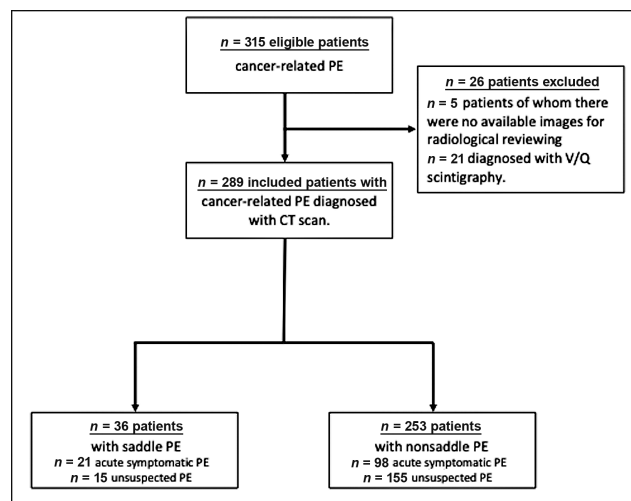 n = 315 eligible patients
cancer-related PE
n = 26 patients excluded
n = 5 patients of whom there
were no available images for
radiological reviewing
n = 21 diagnosed with V/Q
scintigraphy.
n = 289 included patients with
cancer-related PE diagnosed
with CT scan.
n = 36 patients
with saddle PE
n = 21 acute symptomatic PE
n = 15 unsuspected PE
n = 253 patients
with nonsaddle PE
n = 98 acute symptomatic PE
n = 155 unsuspected PE